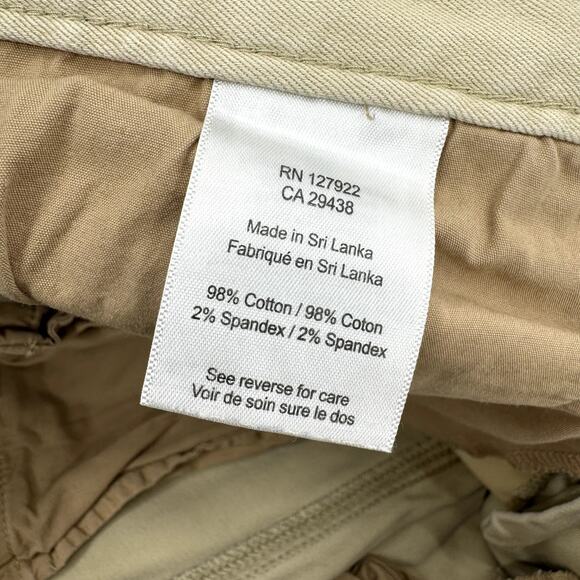 RN 127922
CA 29438
Made in Sri Lanka
Fabriqué en Sri Lanka
98% Cotton / 98% Coton
2% Spandex / 2% Spandex
See reverse for care
Voir de soin sure le dos